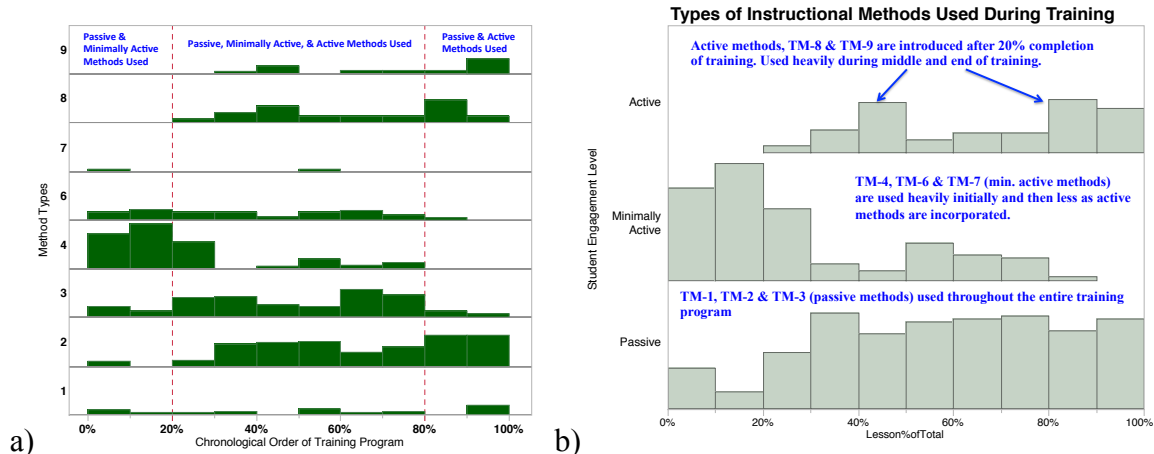 Passive &
Minimally Active
Methods Used
Passive, Minimally Active, & Active Methods Used
Passive & Active
Methods Used
Method Types
9
8
7
6
4
3
2
1
0%
20%
40%
60%
80%
100%
Chronological Order of Training Program
a)
Types of Instructional Methods Used During Training
Active methods, TM-8 & TM-9 are introduced after 20% completion
of training. Used heavily during middle and end of training.
Student Engagement Level
Active
TM-4, TM-6 & TM-7 (min. active methods)
are used heavily initially and then less as active
methods are incorporated.
Minimally
Active
TM-1, TM-2 & TM-3 (passive methods) used throughout the entire training
program
Passive
0%
20%
40%
60%
80%
100%
Lesson%ofTotal
b)